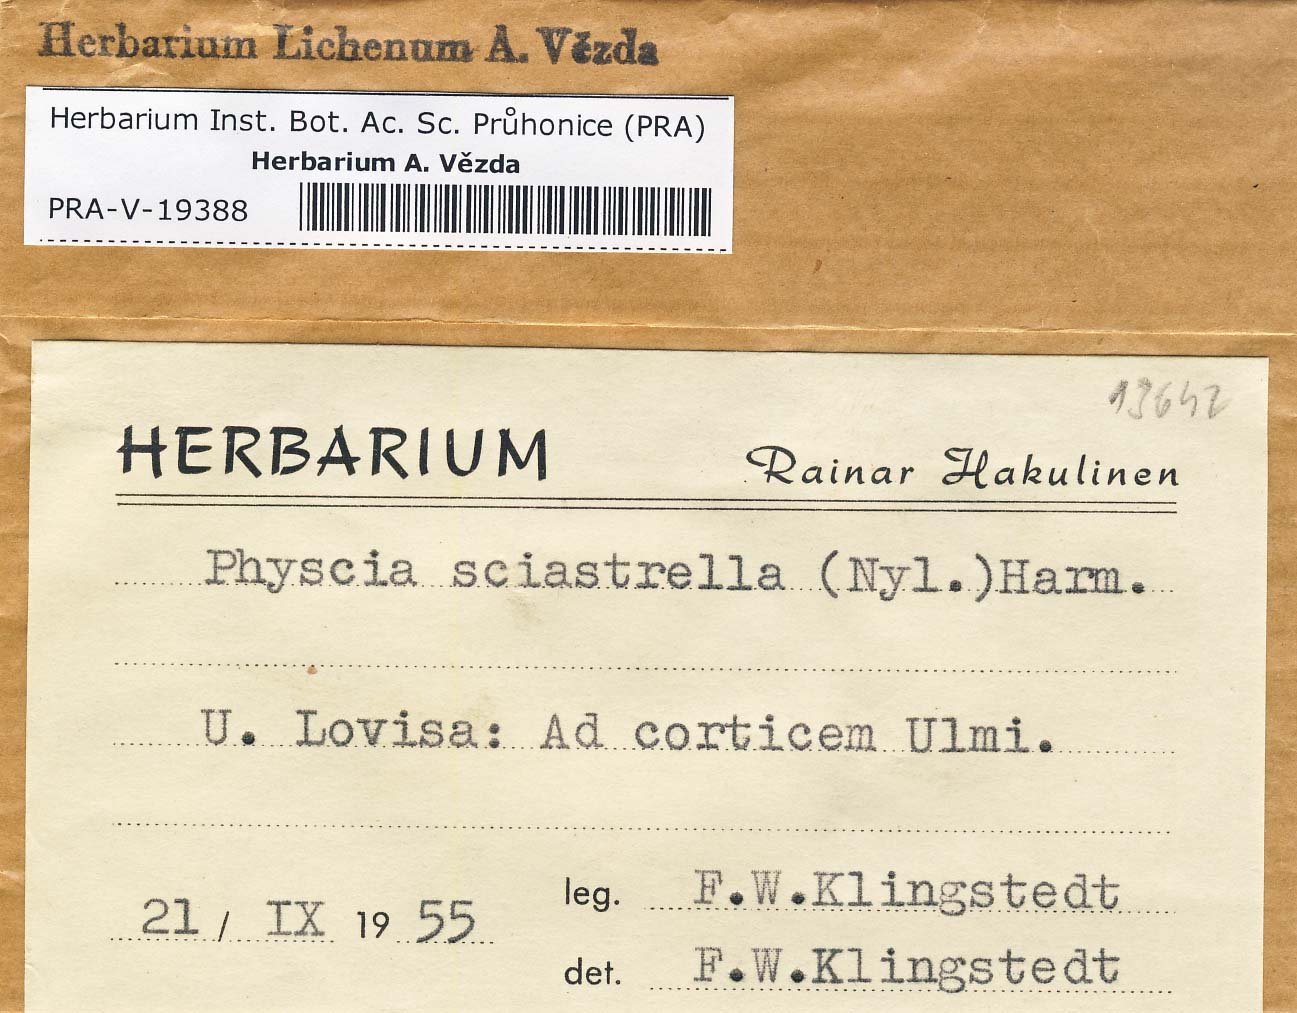 Herbarium Lichenum A. Vězda
Herbarium Inst. Bot. Ac. Sc. Průhonice (PRA)
Herbarium A. Vězda
PRA-V-19388
19642
HERBARIUM Rainar Hakulinen
Physcia sciastrella (Nyl.)Harm.
U. Lovisa: Ad corticem Ulmi.
leg. F.W.Klingstedt
21/ IX 19 55
det. F.W.Klingstedt